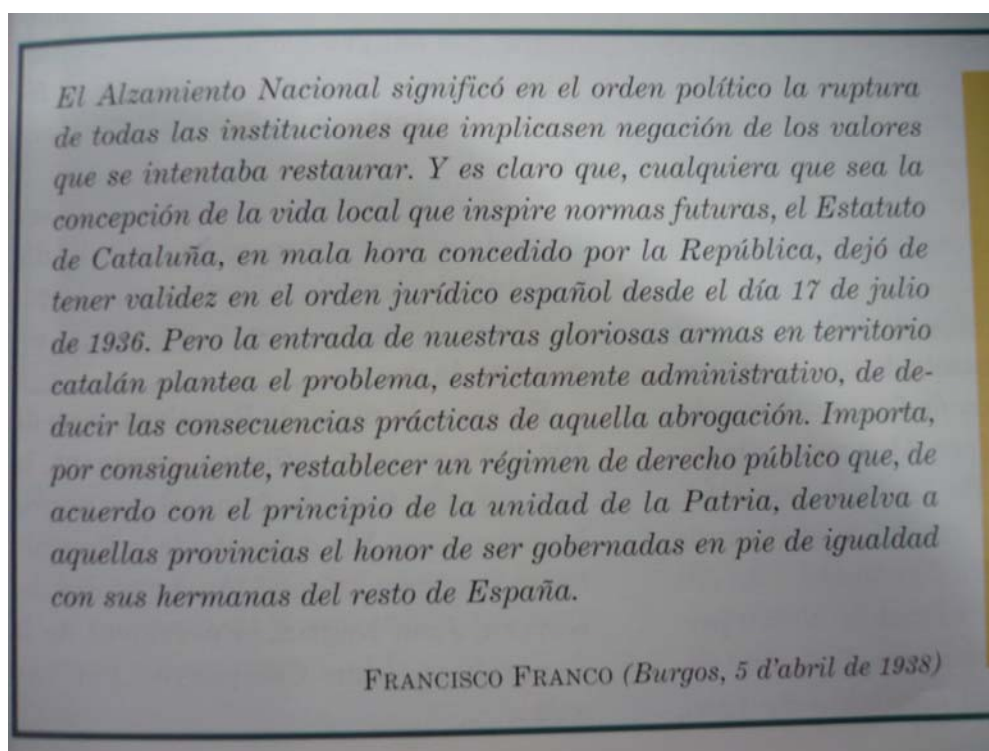 El Alzamiento Nacional significó en el orden político la ruptura
de todas las instituciones que implicasen negación de los valores
que se intentaba restaurar. Y es claro que, cualquiera que sea la
concepción de la vida local que inspire normas futuras, el Estatuto
de Cataluña, en mala hora concedido por la República, dejó de
tener validez en el orden jurídico español desde el día 17 de julio
de 1936. Pero la entrada de nuestras gloriosas armas en territorio
catalán plantea el problema, estrictamente administrativo, de de-
ducir las consecuencias prácticas de aquella abrogación. Importa,
por consiguiente, restablecer un régimen de derecho público que, de
acuerdo con el principio de la unidad de la Patria, devuelva a
aquellas provincias el honor de ser gobernadas en pie de igualdad
con sus hermanas del resto de España.
FRANCISCO FRANCO (Burgos, 5 d'abril de 1938)